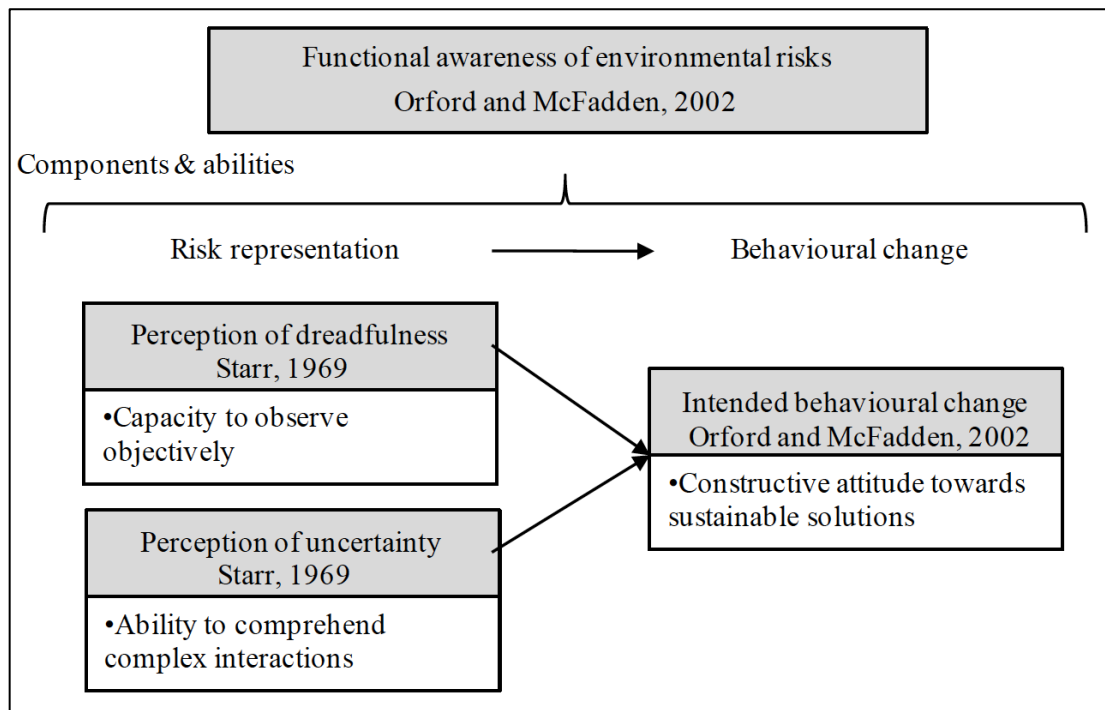 Functional awareness of environmental risks
Orford and McFadden, 2002
Components & abilities
Risk representation
Behavioural change
Perception of dreadfulness
Starr, 1969
•Capacity to observe
objectively
Perception of uncertainty
Starr, 1969
•Ability to comprehend
complex interactions
Intended behavioural change
Orford and McFadden, 2002
•Constructive attitude towards
sustainable solutions